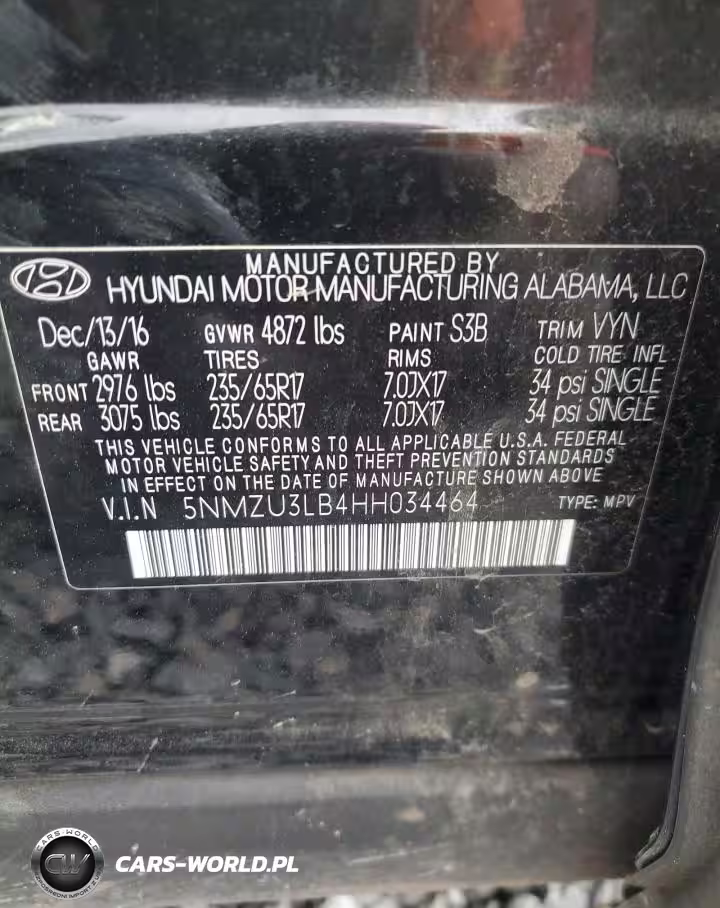 MANUFACTURED BY
HYUNDAI MOTOR MANUFACTURING ALABAMA, LLC
Dec/13/16 GVWR 4872 lbs PAINT S3B TRIM VYN
GAWR TIRES RIMS COLD TIRE INFL
FRONT 2976 lbs 235/65R17 7.0JX17 34 psi SINGLE
REAR 3075 lbs 235/65R17 7.0JX17 34 psi SINGLE
THIS VEHICLE CONFORMS TO ALL APPLICABLE U.S.A. FEDERAL
MOTOR VEHICLE SAFETY AND THEFT PREVENTION STANDARDS
IN EFFECT ON THE DATE OF MANUFACTURE SHOWN ABOVE
V.I.N 5NMZU3LB4HH034464 TYPE: MPV
CARS-WORLD
CW
CARS-WORLD.PL